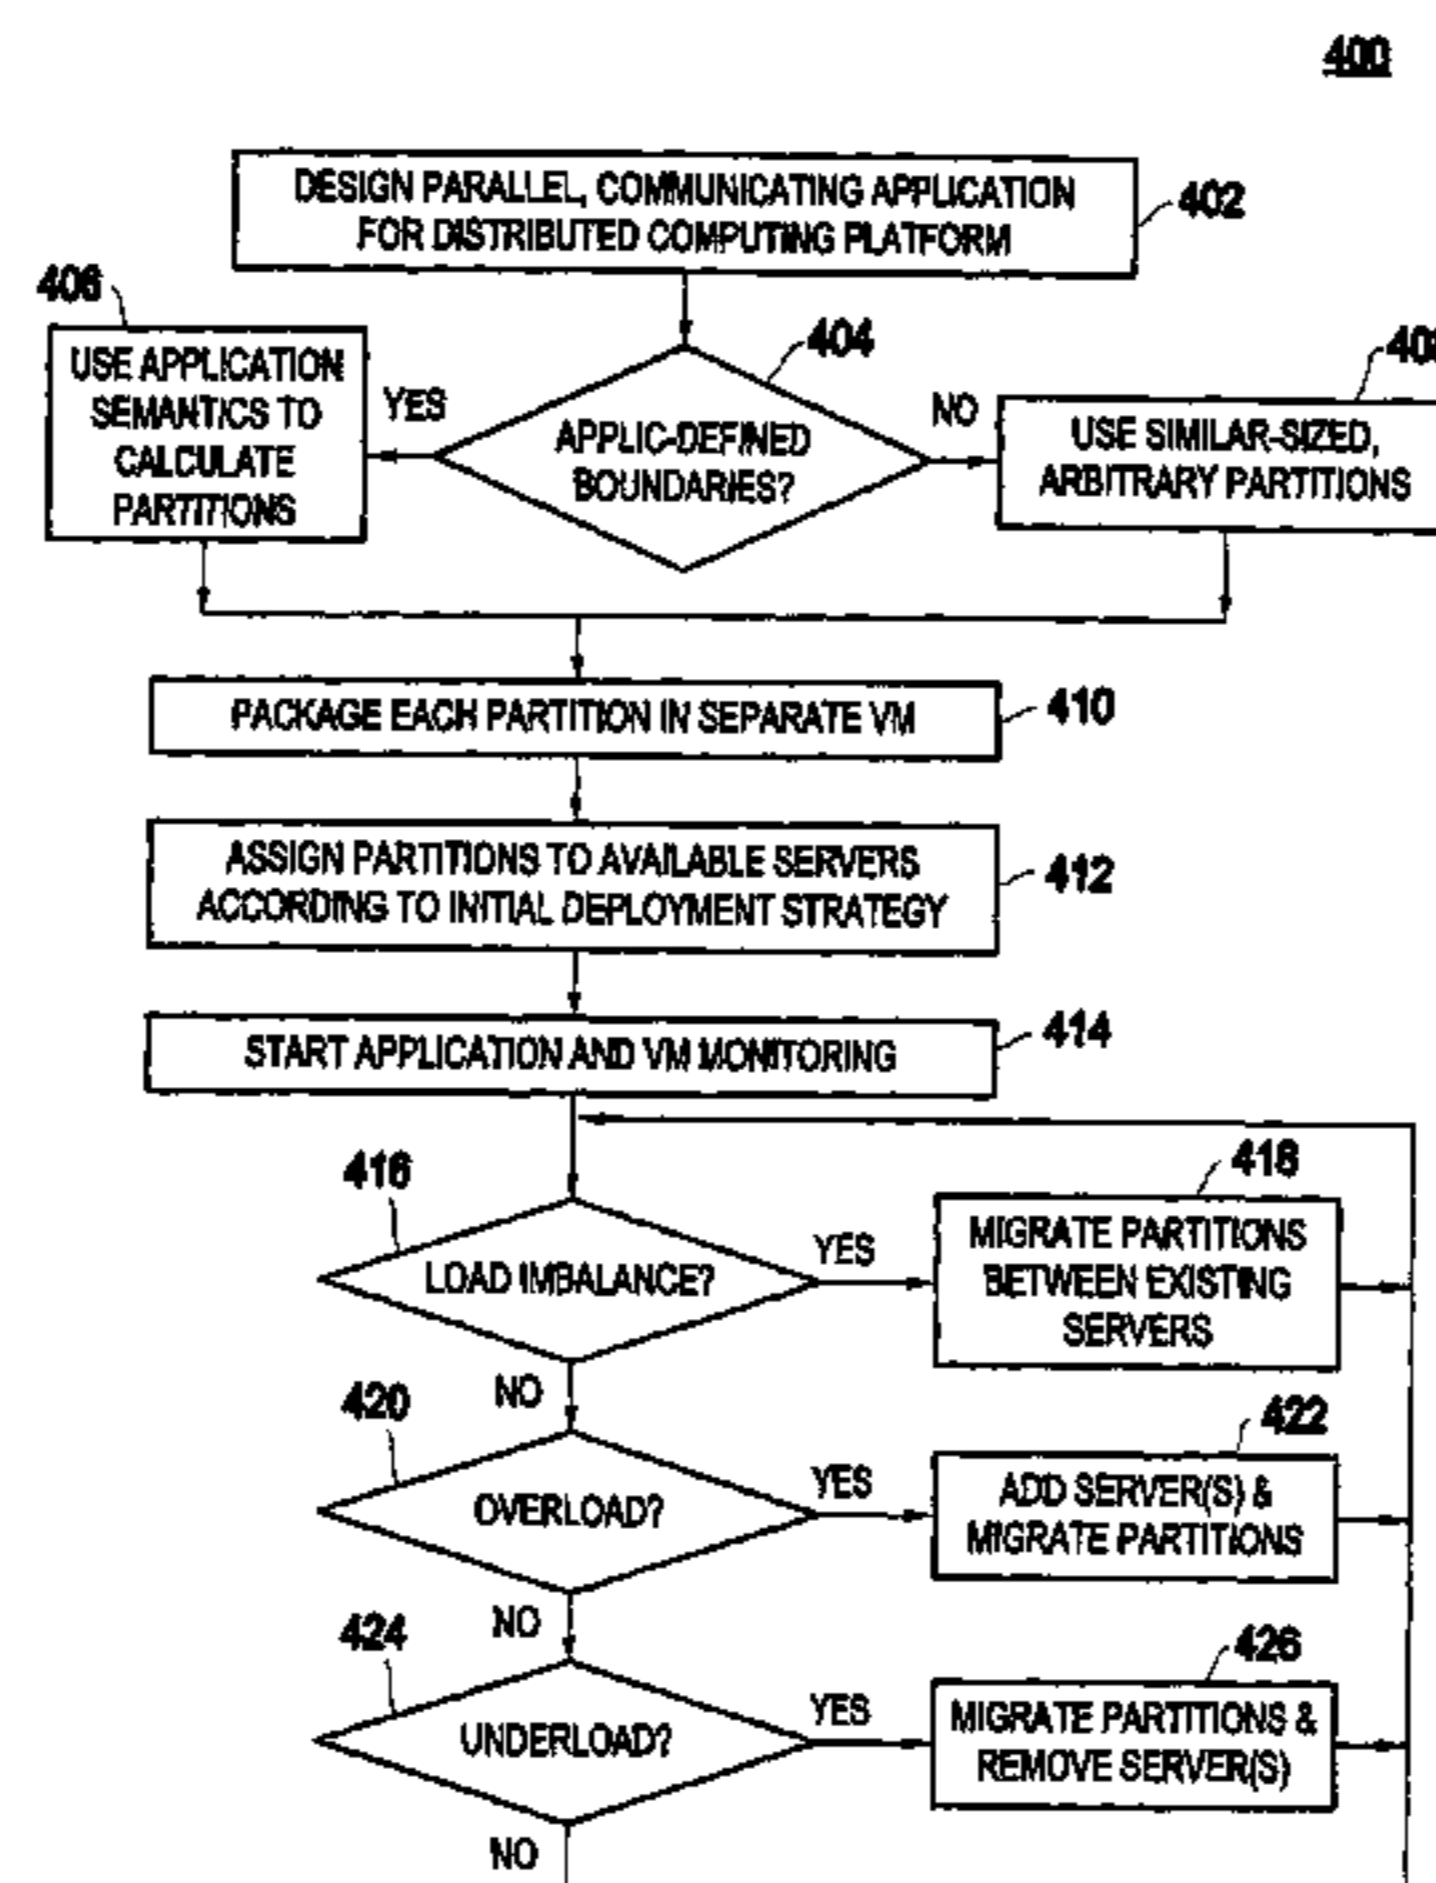 400
DESIGN PARALLEL, COMMUNICATING APPLICATION
FOR DISTRIBUTED COMPUTING PLATFORM
402
406
USE APPLICATION
SEMANTICS TO
CALCULATE
PARTITIONS
YES
404
APPLIC-DEFINED
BOUNDARIES?
NO
USE SIMILAR-SIZED,
ARBITRARY PARTITIONS
PACKAGE EACH PARTITION IN SEPARATE VM
410
ASSIGN PARTITIONS TO AVAILABLE SERVERS
ACCORDING TO INITIAL DEPLOYMENT STRATEGY
412
START APPLICATION AND VM MONITORING
414
416
LOAD IMBALANCE?
YES
418
MIGRATE PARTITIONS
BETWEEN EXISTING
SERVERS
NO
420
OVERLOAD?
YES
422
ADD SERVER(S) &
MIGRATE PARTITIONS
NO
424
UNDERLOAD?
YES
426
MIGRATE PARTITIONS &
REMOVE SERVER(S)
NO